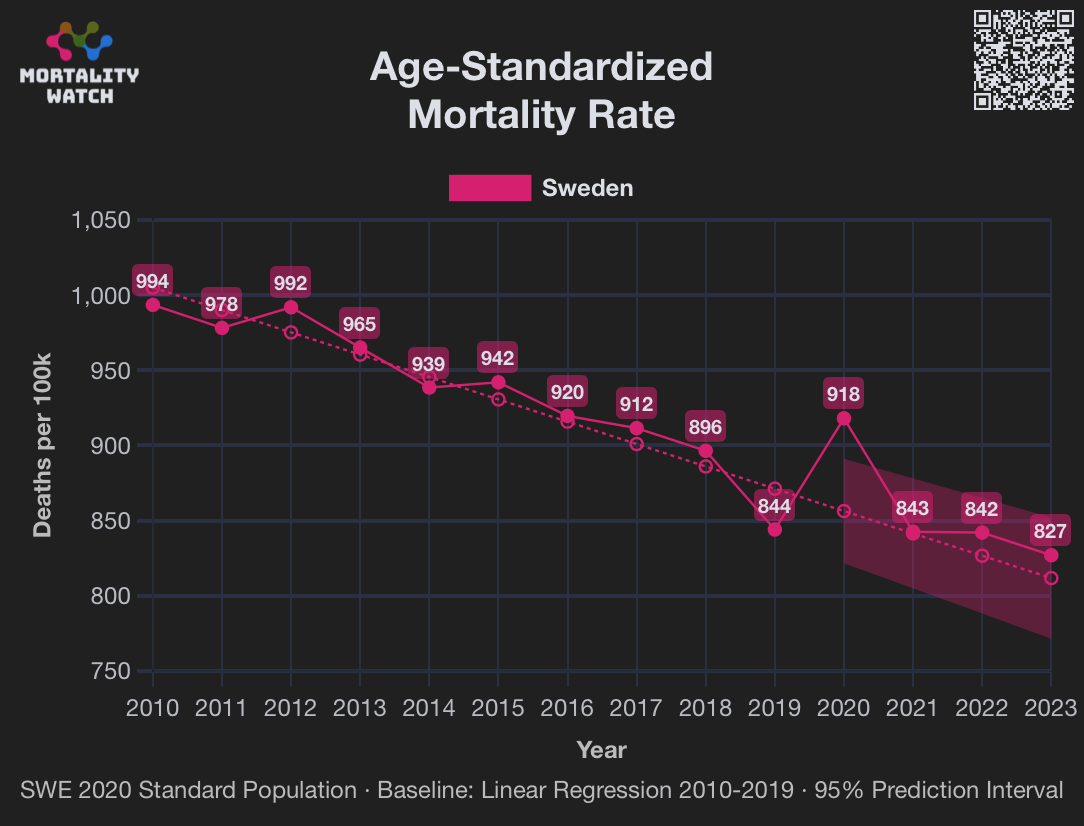 MORTALITY
WATCH
Age-Standardized
Mortality Rate
Sweden
Deaths per 100k
1,050
1,000
950
900
850
800
750
994
978
992
965
939
942
920
912
896
844
918
843
842
827
2010 2011 2012 2013 2014 2015 2016 2017 2018 2019 2020 2021 2022 2023
Year
SWE 2020 Standard Population · Baseline: Linear Regression 2010-2019 · 95% Prediction Interval